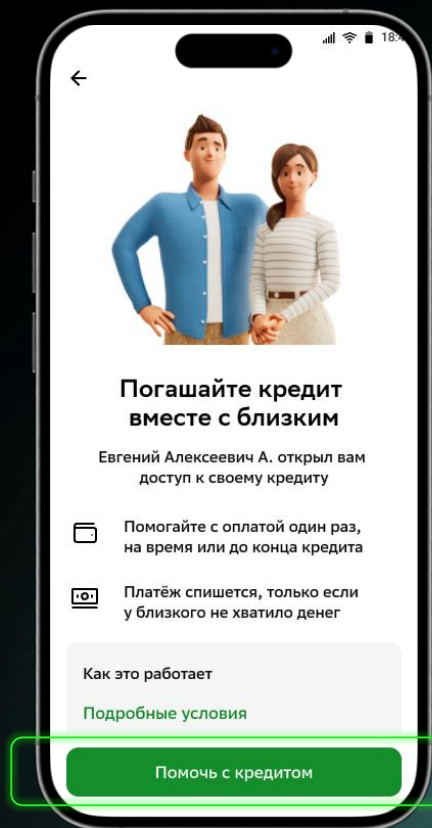 Погашайте кредит
вместе с близким
Евгений Алексеевич А. открыл вам
доступ к своему кредиту
Помогайте с оплатой один раз,
на время или до конца кредита
Платёж спишется, только если
у близкого не хватило денег
Как это работает
Подробные условия
Помочь с кредитом